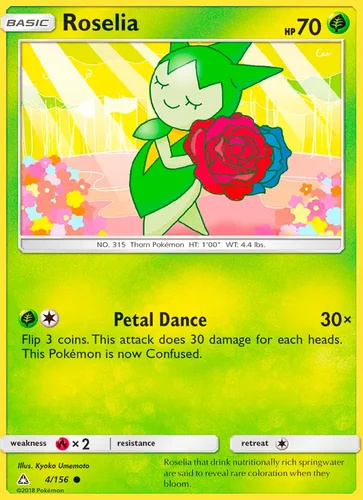 BASIC Roselia HP 70
NO. 315 Thorn Pokémon HT: 1'00" WT: 4.4 lbs.
Petal Dance 30×
Flip 3 coins. This attack does 30 damage for each heads.
This Pokémon is now Confused.
weakness × 2 resistance retreat
Illus. Kyoko Umemoto
4/156
©2018 Pokémon
Roselia that drink nutritionally rich springwater
are said to reveal rare coloration when they
bloom.